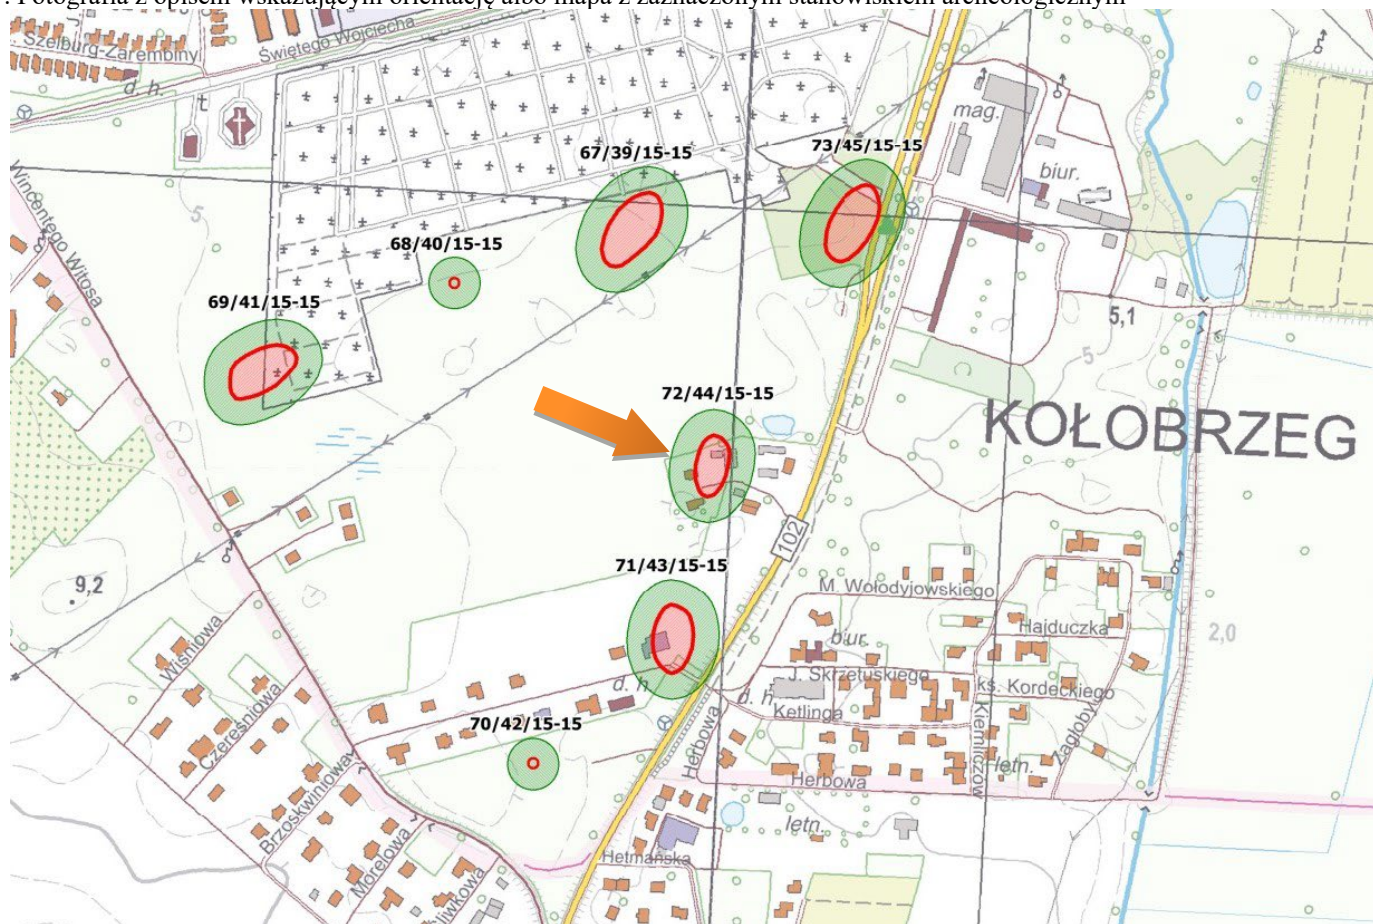 . Fotografia z opisem wskazującym orientację albo mapa z zaznaczonym stanowiskiem archeologicznym
Szelburg-Zarembiny
Świętego Wojciecha
d. h.
t
mag.
biur.
67/39/15-15
73/45/15-15
Wincentego Witosa
5
68/40/15-15
69/41/15-15
5,1
5
72/44/15-15
KOŁOBRZEG
102
71/43/15-15
9,2
M. Wołodyjowskiego
Hajduczka
2,0
Wiśniowa
biur.
J. Skrzetuskiego
ks. Kordeckiego
d. h.
d. h.
Ketlinga
Czereśniowa
70/42/15-15
Herbowa
Kiemliczów
Zagłoby
letn.
Herbowa
Brzoskwiniowa
letn.
Morelowa
Hetmańska